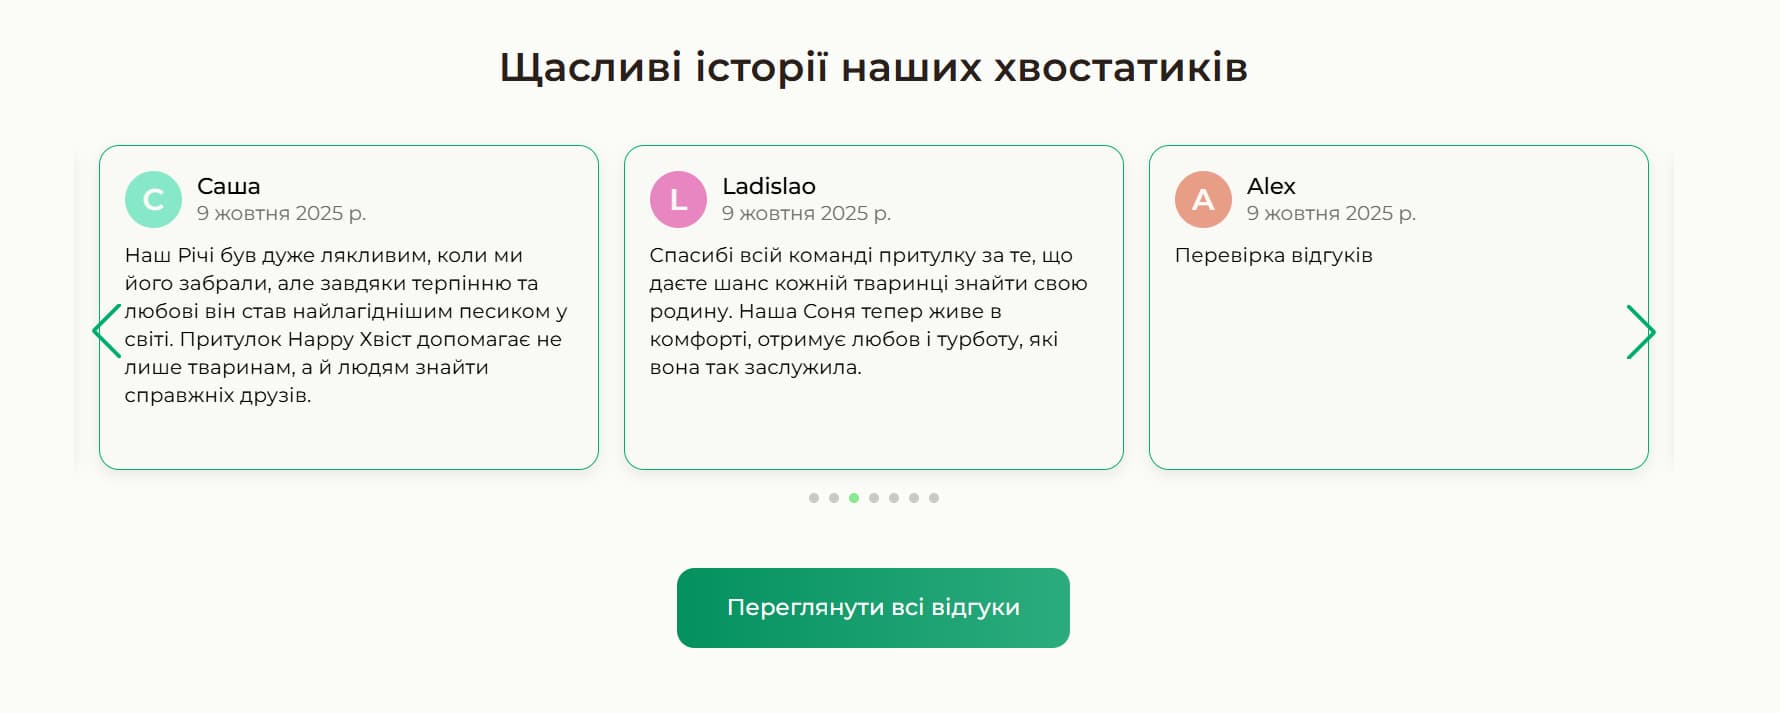 Щасливі історії наших хвостатиків
С
Саша
9 жовтня 2025 р.
Наш Річі був дуже лякливим, коли ми
його забрали, але завдяки терпінню та
любові він став найлагіднішим песиком у
світі. Притулок Happy Хвіст допомагає не
лише тваринам, а й людям знайти
справжніх друзів.
L
Ladislao
9 жовтня 2025 р.
Спасибі всій команді притулку за те, що
даєте шанс кожній тваринці знайти свою
родину. Наша Соня тепер живе в
комфорті, отримує любов і турботу, які
вона так заслужила.
A
Alex
9 жовтня 2025 р.
Перевірка відгуків
Переглянути всі відгуки